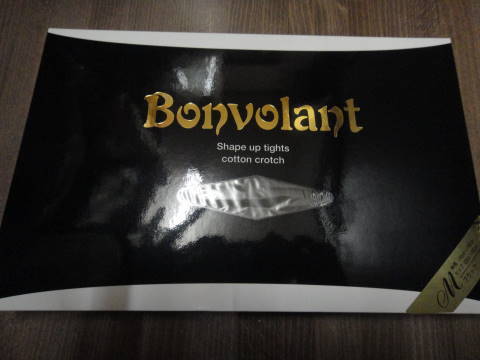 Bonvolant
Shape up tights
cotton crotch
M